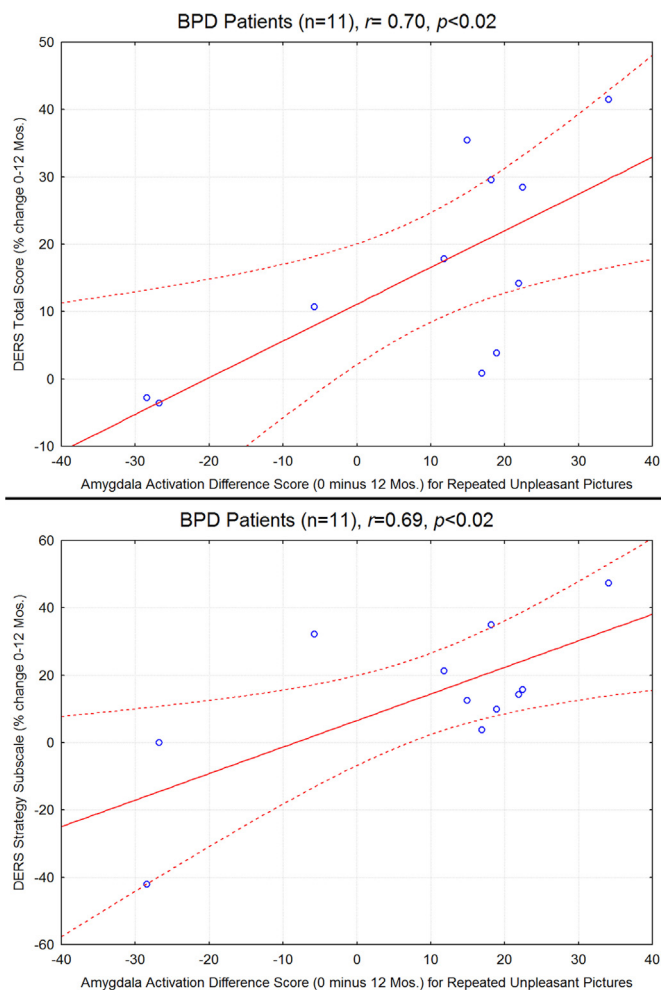 BPD Patients (n=11), r= 0.70, p<0.02
50
40
30
20
10
0
-10
DERS Total Score (% change 0-12 Mos.)
-40 -30 -20 -10 0 10 20 30 40
Amygdala Activation Difference Score (0 minus 12 Mos.) for Repeated Unpleasant Pictures
BPD Patients (n=11), r=0.69, p<0.02
60
40
20
0
-20
-40
-60
DERS Strategy Subscale (% change 0-12 Mos.)
-40 -30 -20 -10 0 10 20 30 40
Amygdala Activation Difference Score (0 minus 12 Mos.) for Repeated Unpleasant Pictures